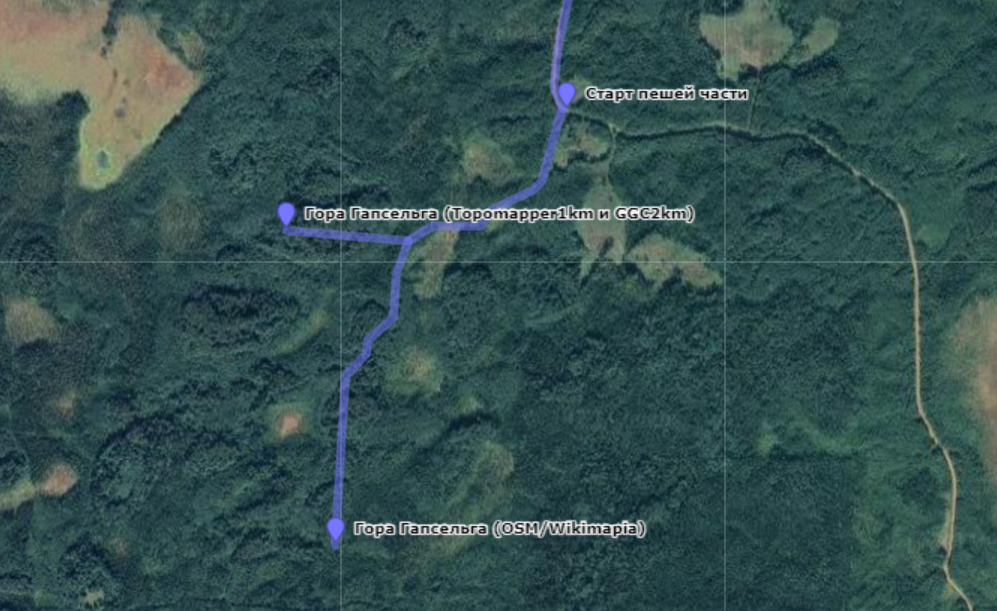 Старт пешей части
Гора Гапсельга (Topomapper1km и GGC2km)
Гора Гапсельга (OSM/Wikimapia)